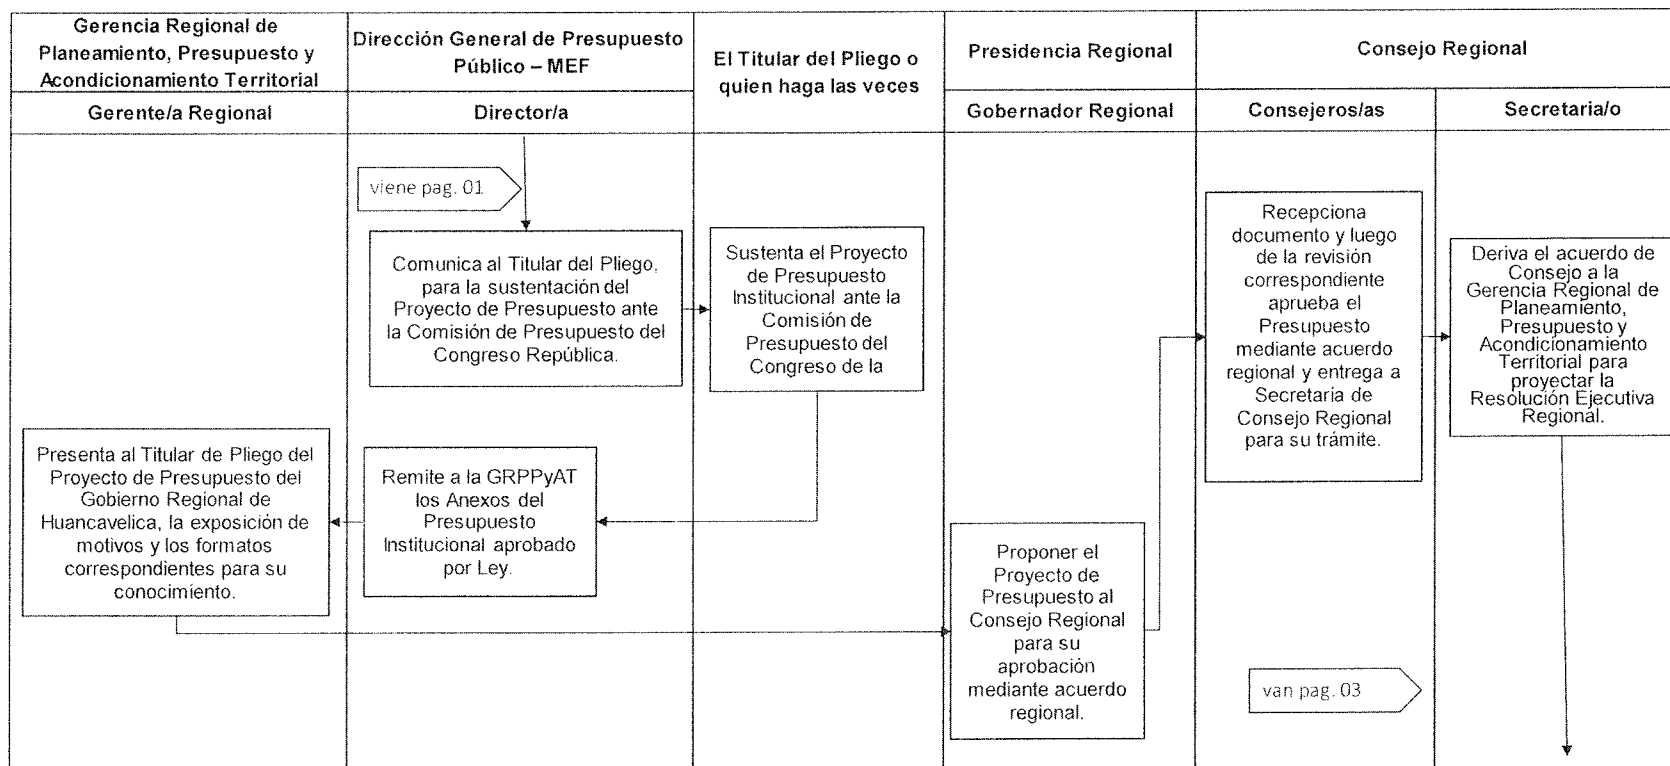 Gerencia Regional de
Planeamiento, Presupuesto y
Acondicionamiento Territorial
Dirección General de Presupuesto
Público – MEF
El Titular del Pliego o
quien haga las veces
Presidencia Regional
Consejo Regional
Gerente/a Regional
Director/a
Gobernador Regional
Consejeros/as
Secretaria/o
viene pag. 01
Comunica al Titular del Pliego,
para la sustentación del
Proyecto de Presupuesto ante
la Comisión de Presupuesto del
Congreso República.
Sustenta el Proyecto
de Presupuesto
Institucional ante la
Comisión de
Presupuesto del
Congreso de la
Recepciona
documento y luego
de la revisión
correspondiente
aprueba el
Presupuesto
mediante acuerdo
regional y entrega a
Secretaría de
Consejo Regional
para su trámite.
Deriva el acuerdo de
Consejo a la
Gerencia Regional de
Planeamiento,
Presupuesto y
Acondicionamiento
Territorial para
proyectar la
Resolución Ejecutiva
Regional.
Presenta al Titular de Pliego del
Proyecto de Presupuesto del
Gobierno Regional de
Huancavelica, la exposición de
motivos y los formatos
correspondientes para su
conocimiento.
Remite a la GRPPyAT
los Anexos del
Presupuesto
Institucional aprobado
por Ley.
Proponer el
Proyecto de
Presupuesto al
Consejo Regional
para su
aprobación
mediante acuerdo
regional.
van pag. 03